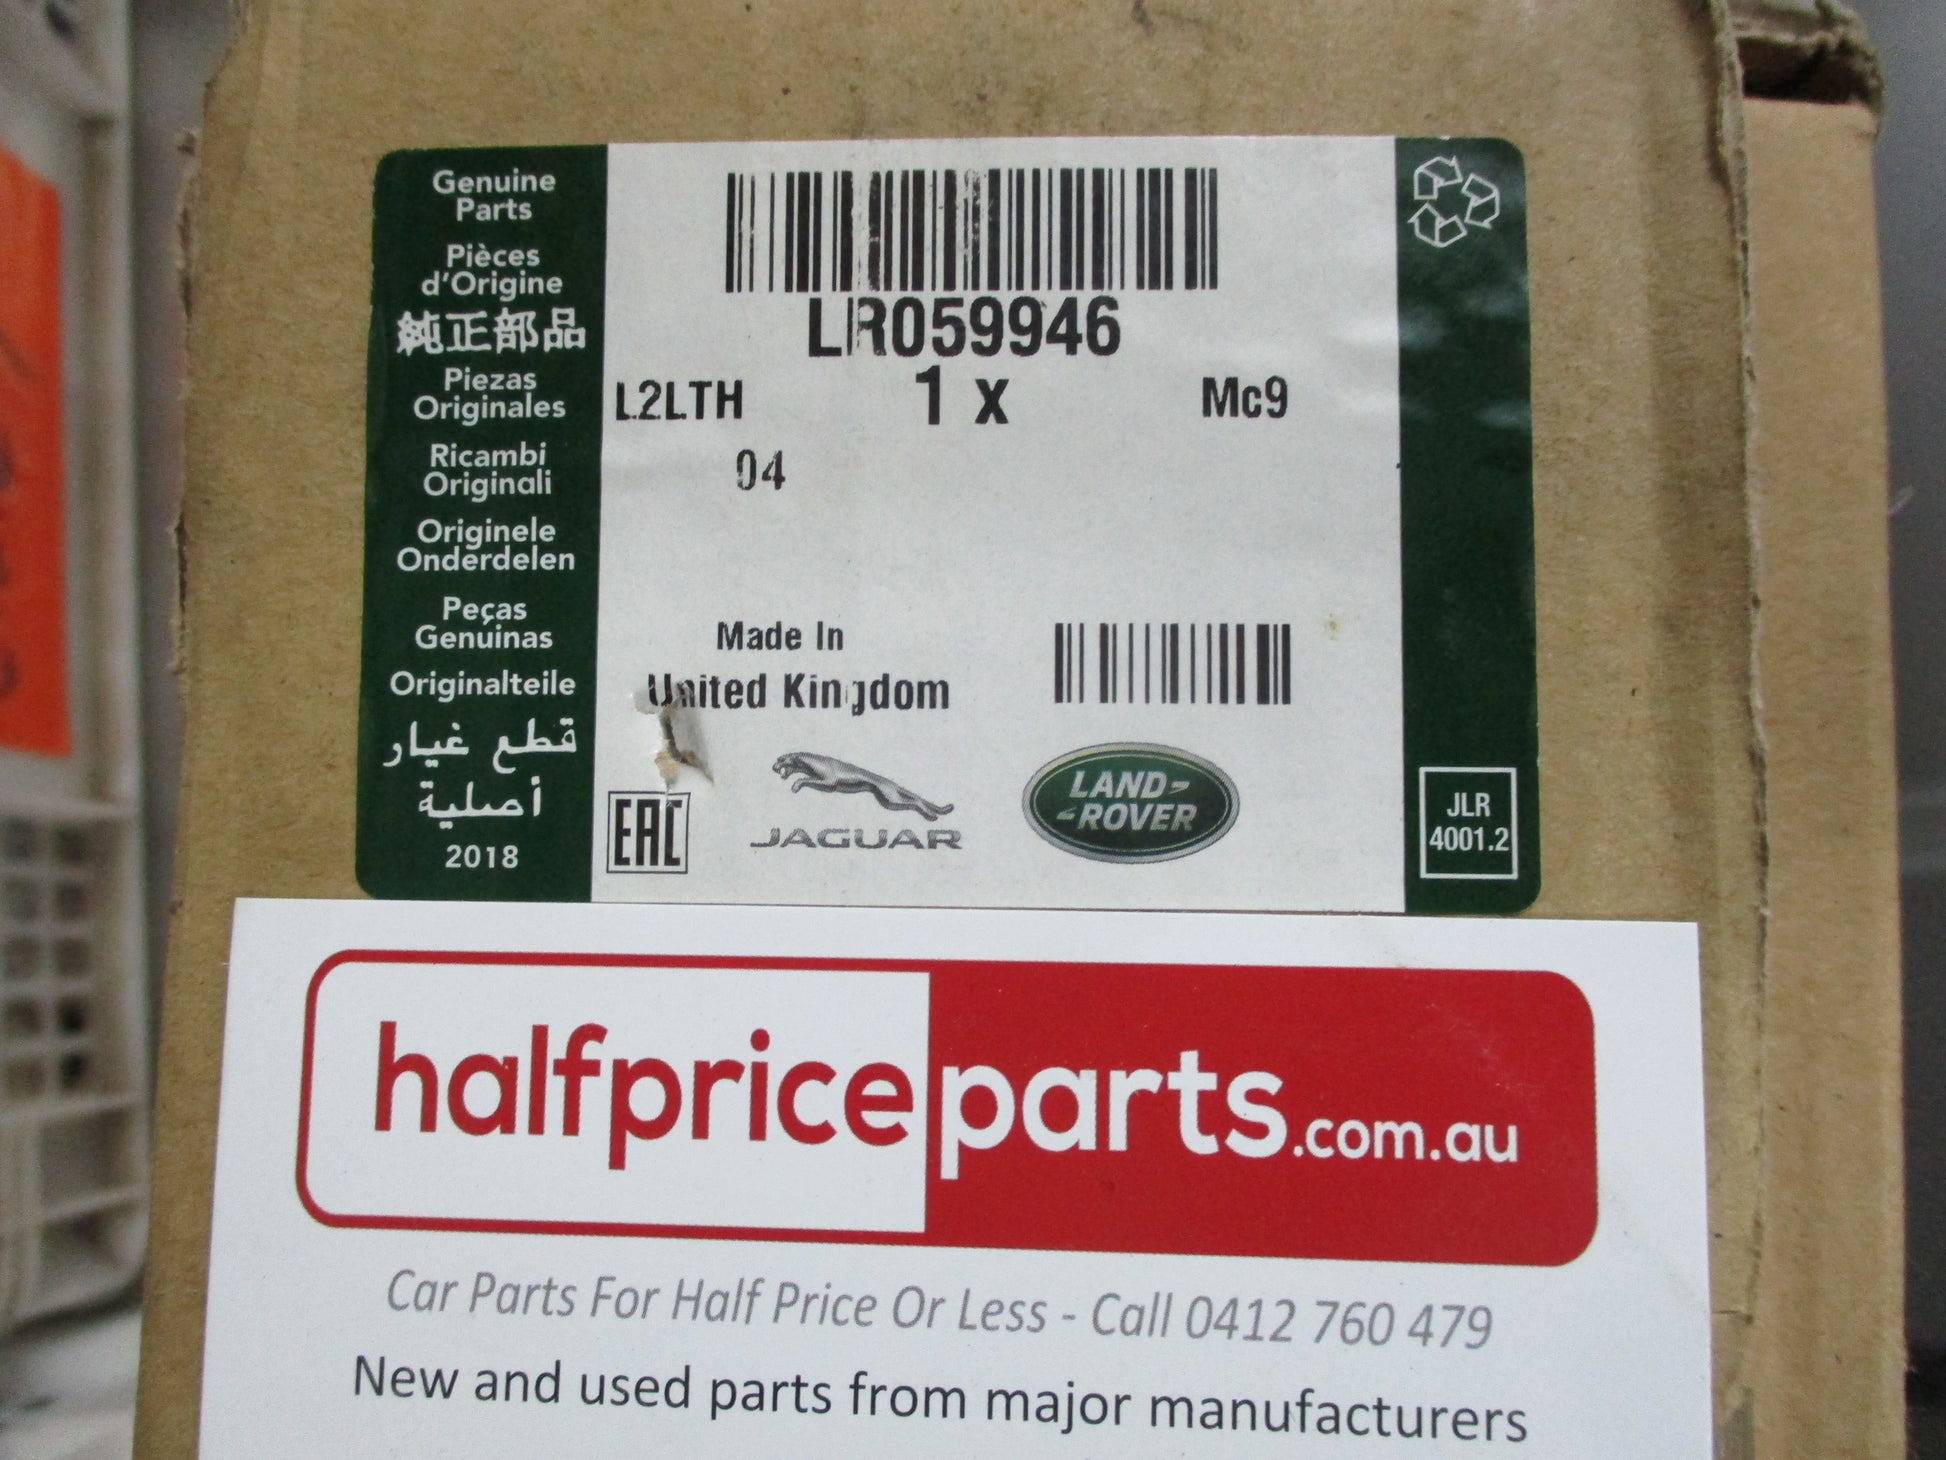 Genuine
Parts
Pièces
d'Origine
純正部品
Piezas
Originales
Ricambi
Originali
Originele
Onderdelen
Peças
Genuinas
Originalteile
قطع غيار
أصلية
2018
LR059946
L2LTH 1 x Mc9
04
Made In
United Kingdom
EAC
JAGUAR
LAND-
ROVER
JLR
4001.2
halfpriceparts.com.au
Car Parts For Half Price Or Less - Call 0412 760 479
New and used parts from major manufacturers